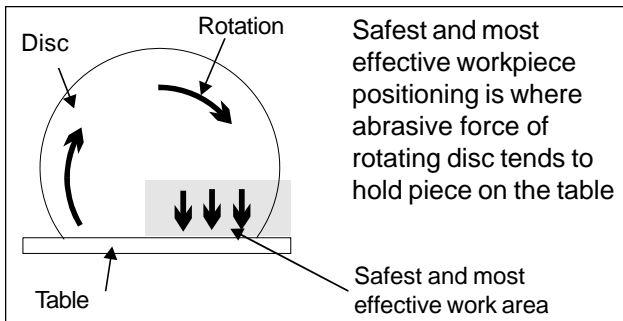 Disc
Rotation
Safest and most
effective workpiece
positioning is where
abrasive force of
rotating disc tends to
hold piece on the table
Table
Safest and most
effective work area